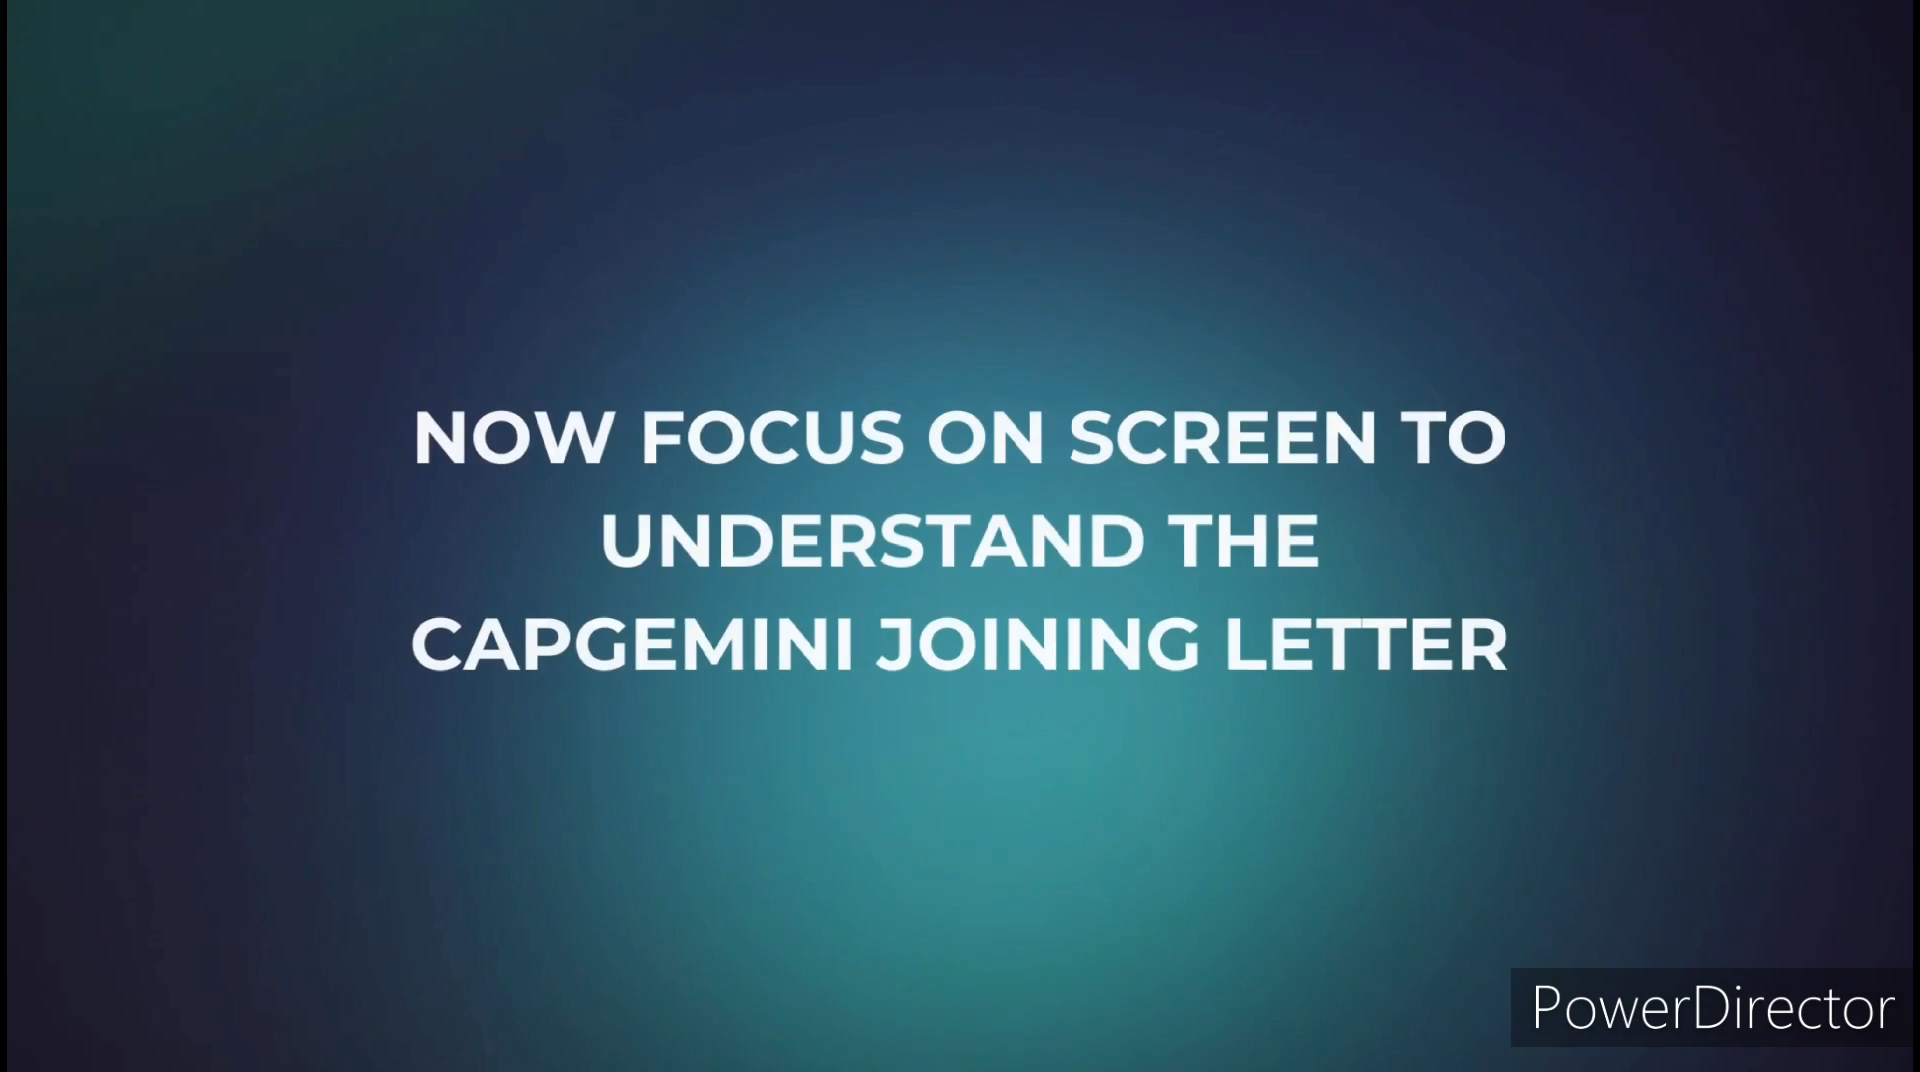 NOW FOCUS ON SCREEN TO
UNDERSTAND THE
CAPGEMINI JOINING LETTER
PowerDirector